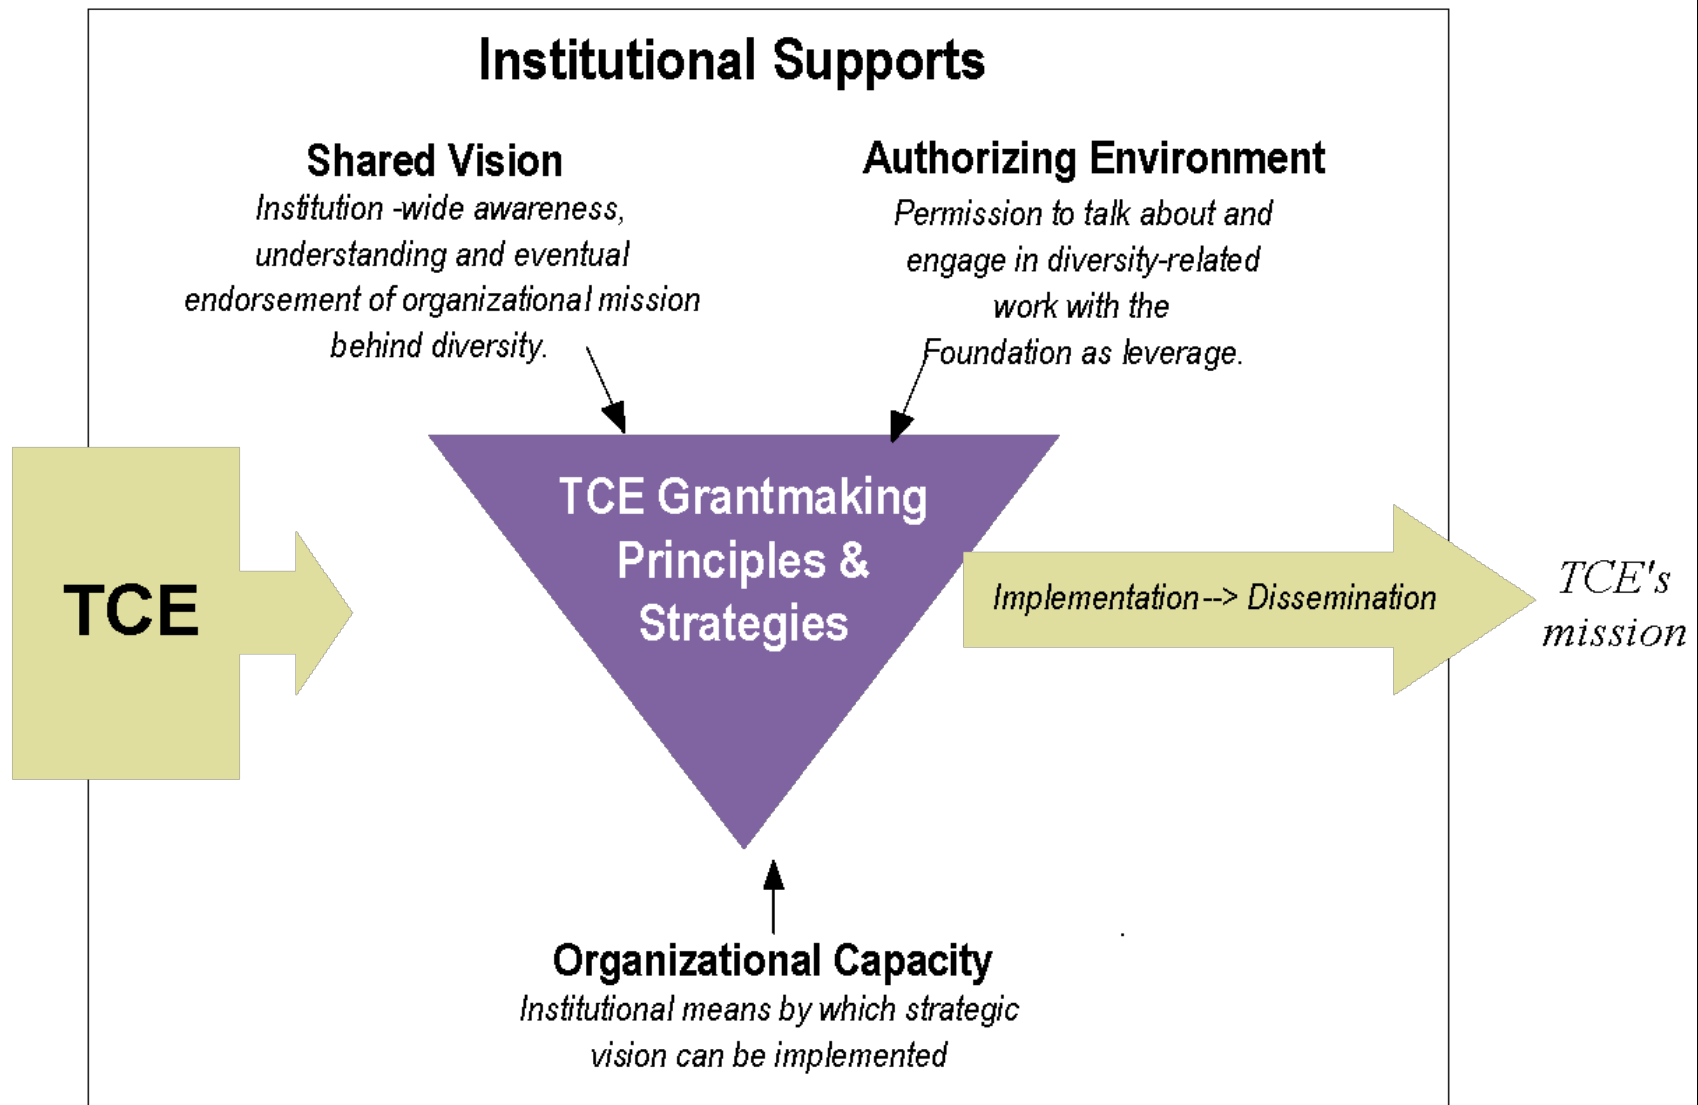 Institutional Supports
Shared Vision
Institution -wide awareness,
understanding and eventual
endorsement of organizational mission
behind diversity.
Authorizing Environment
Permission to talk about and
engage in diversity-related
work with the
Foundation as leverage.
TCE
TCE Grantmaking
Principles &
Strategies
Implementation--> Dissemination
TCE's
mission
Organizational Capacity
Institutional means by which strategic
vision can be implemented